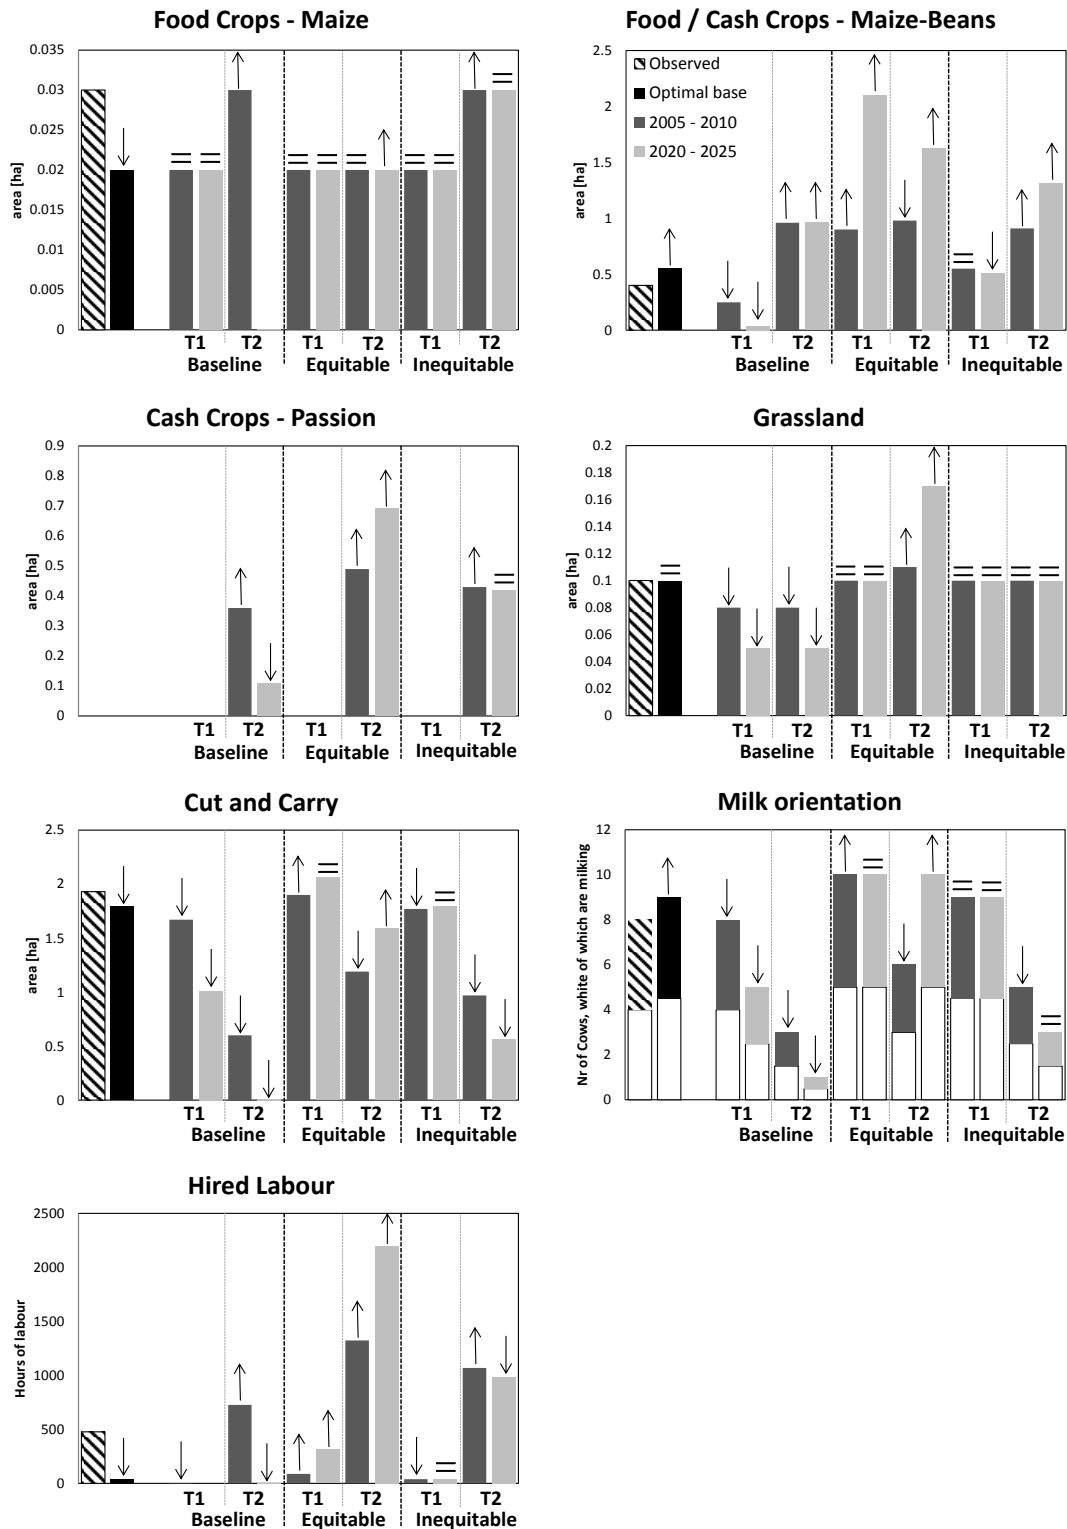 Food Crops - Maize
0.035
0.03
0.025
0.02
0.015
0.01
0.005
0
area [ha]
T1 T2 T1 T2 T1 T2
Baseline Equitable Inequitable
Food / Cash Crops - Maize-Beans
2.5
2
1.5
1
0.5
0
area [ha]
Observed
Optimal base
2005 - 2010
2020 - 2025
T1 T2 T1 T2 T1 T2
Baseline Equitable Inequitable
Cash Crops - Passion
0.9
0.8
0.7
0.6
0.5
0.4
0.3
0.2
0.1
0
area [ha]
T1 T2 T1 T2 T1 T2
Baseline Equitable Inequitable
Grassland
0.2
0.18
0.16
0.14
0.12
0.1
0.08
0.06
0.04
0.02
0
area [ha]
T1 T2 T1 T2 T1 T2
Baseline Equitable Inequitable
Cut and Carry
2.5
2
1.5
1
0.5
0
area [ha]
T1 T2 T1 T2 T1 T2
Baseline Equitable Inequitable
Milk orientation
12
10
8
6
4
2
0
Nr of Cows, white of which are milking
T1 T2 T1 T2 T1 T2
Baseline Equitable Inequitable
Hired Labour
2500
2000
1500
1000
500
0
Hours of labour
T1 T2 T1 T2 T1 T2
Baseline Equitable Inequitable